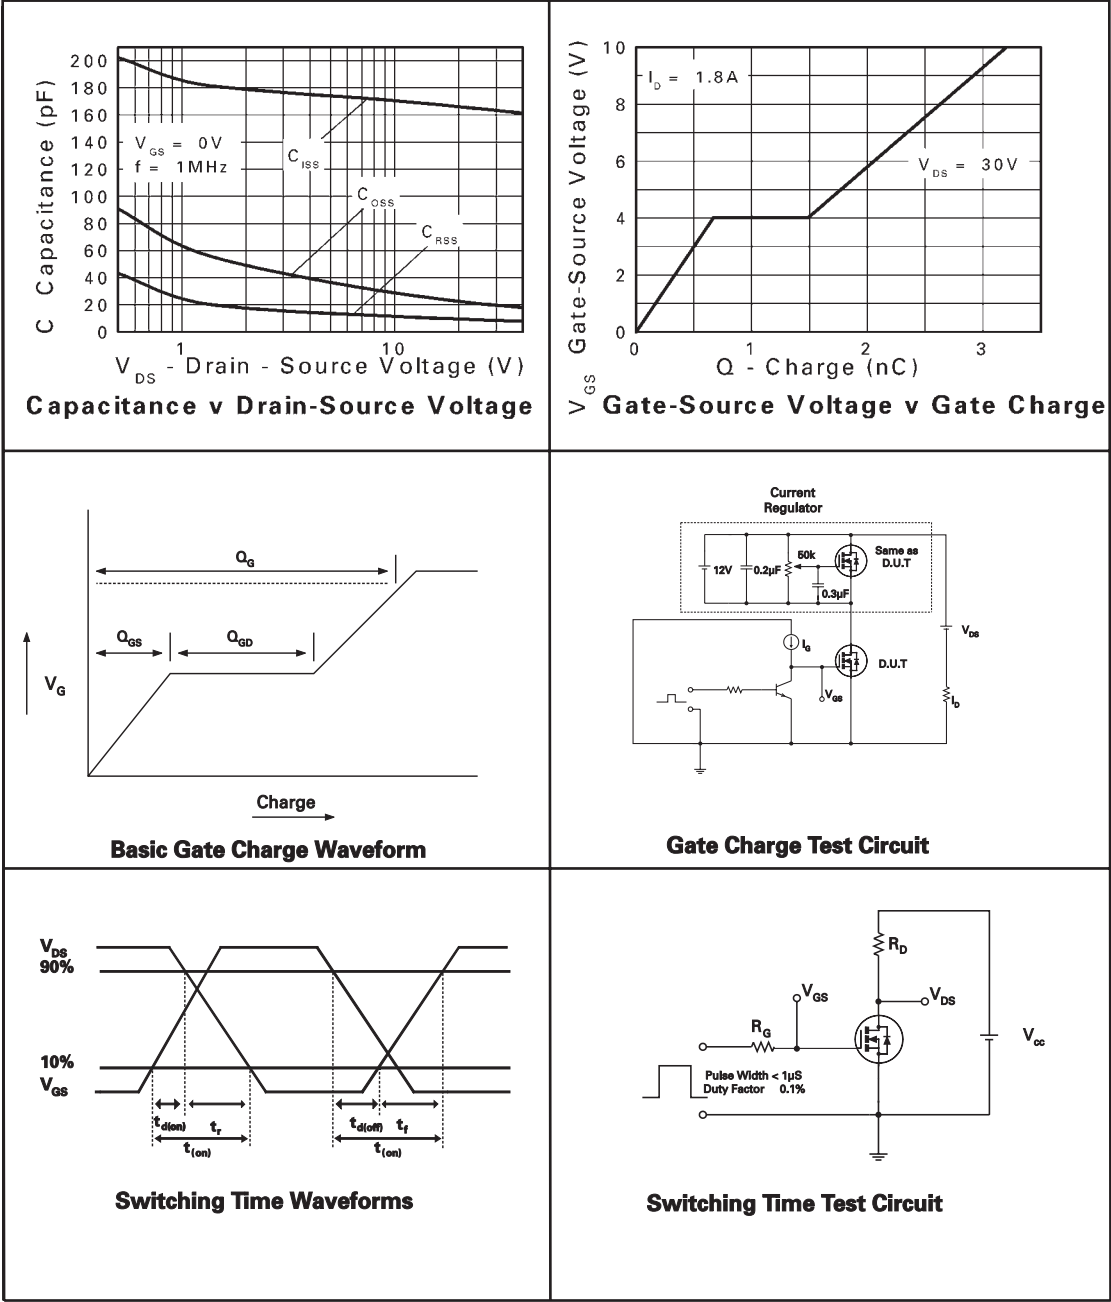 200
180
160
140
120
100
80
60
40
20
0
C Capacitance (pF)
VGS = 0V
f = 1MHz
CISS
COSS
CRSS
1 10
VDS - Drain - Source Voltage (V)
Capacitance v Drain-Source Voltage
10
8
6
4
2
0
VGS Gate-Source Voltage (V)
ID = 1.8A
VDS = 30V
0 1 2 3
Q - Charge (nC)
Gate-Source Voltage v Gate Charge
QG
QGS QGD
VG
Charge
Basic Gate Charge Waveform
Current
Regulator
12V 0.2µF 50k
0.3µF
Same as
D.U.T
IG
D.U.T
VGS
VDS
ID
Gate Charge Test Circuit
VDS
90%
10%
VGS
td(on) tr td(off) tf
t(on) t(on)
Switching Time Waveforms
RD
VGS
VDS
RG
Vcc
Pulse Width < 1µS
Duty Factor 0.1%
Switching Time Test Circuit